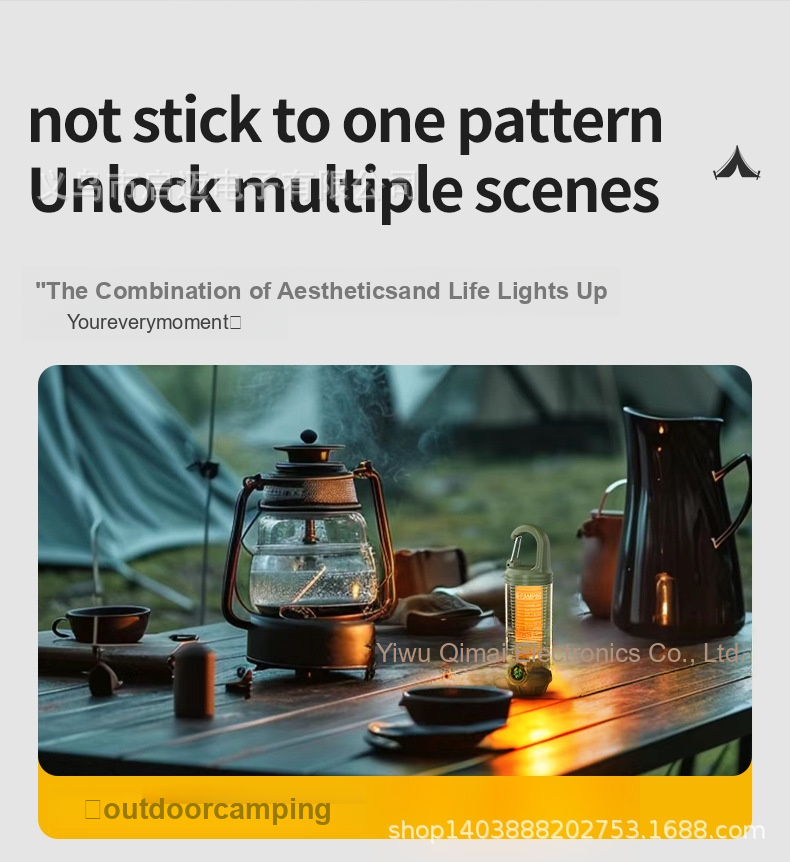 not stick to one pattern
Unlock multiple scenes
"The Combination of Aestheticsand Life Lights Up
Youreverymoment
CAMPING
Yiwu Qimai Electronics Co., Ltd.
outdoorcamping
shop1403888202753.1688.com